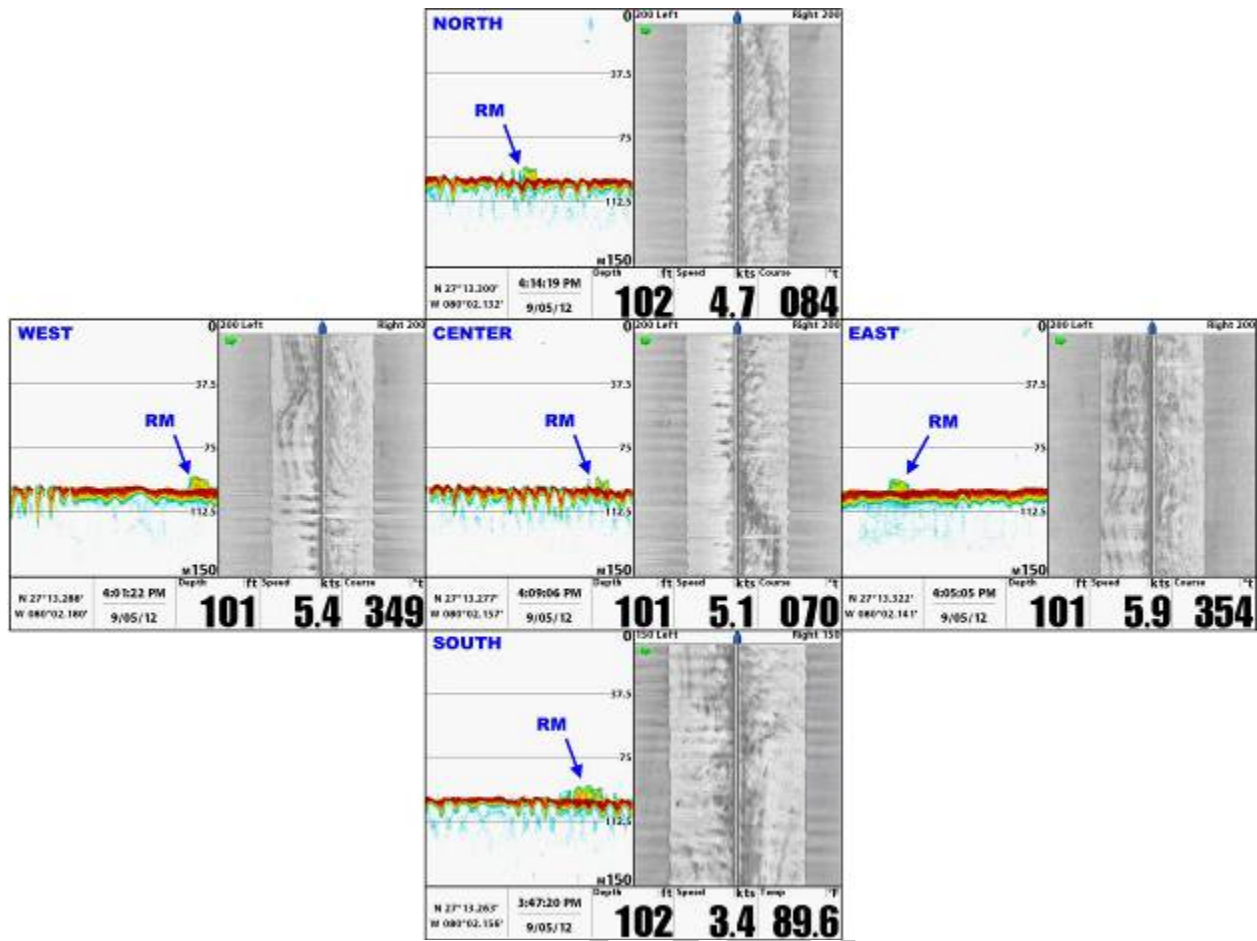 NORTH
0
200 Left
Right 200
37.5
RM
75
112.5
M 150
Depth ft Speed kts Course °t
N 27°13.300'
W 080°02.132'
4:14:19 PM
9/05/12
102 4.7 084
WEST
0
200 Left
Right 200
37.5
RM
75
112.5
M 150
Depth ft Speed kts Course °t
W 080°02.180'
4:01:22 PM
9/05/12
101 5.4 349
CENTER
0
200 Left
Right 200
37.5
RM
75
112.5
M 150
Depth ft Speed kts Course °t
N 27°13.277'
W 080°02.157'
4:09:06 PM
9/05/12
101 5.1 070
EAST
0
200 Left
Right 200
37.5
RM
75
112.5
M 150
Depth ft Speed kts Course °t
N 27°13.322'
W 080°02.141'
4:05:05 PM
9/05/12
101 5.9 354
SOUTH
0
150 Left
Right 150
37.5
RM
75
112.5
M 150
Depth ft Speed kts Temp °F
N 27°13.263'
W 080°02.156'
3:47:20 PM
9/05/12
102 3.4 89.6